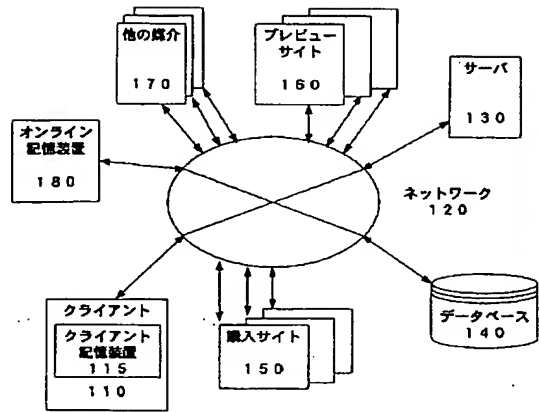 他の媒介
170
プレビュー
サイト
160
サーバ
130
オンライン
記憶装置
180
ネットワーク
120
クライアント
クライアント
記憶装置
115
110
購入サイト
150
データベース
140